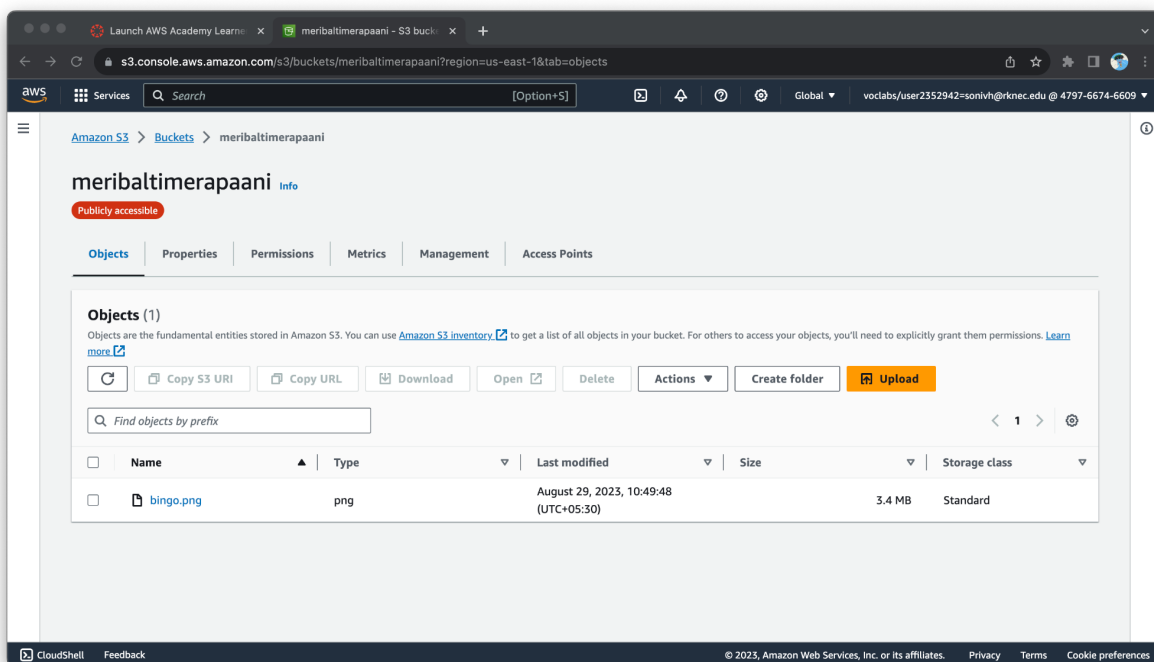 Launch AWS Academy Learne
meribaltimerapaani - S3 bucke
s3.console.aws.amazon.com/s3/buckets/meribaltimerapaani?region=us-east-1&tab=objects
aws
Services
Search
[Option+S]
Global
voclabs/user2352942=sonivh@rknec.edu @ 4797-6674-6609
Amazon S3
Buckets
meribaltimerapaani
meribaltimerapaani Info
Publicly accessible
Objects
Properties
Permissions
Metrics
Management
Access Points
Objects (1)
Objects are the fundamental entities stored in Amazon S3. You can use Amazon S3 inventory to get a list of all objects in your bucket. For others to access your objects, you'll need to explicitly grant them permissions. Learn
more
Copy S3 URI
Copy URL
Download
Open
Delete
Actions
Create folder
Upload
Find objects by prefix
1
Name
Type
Last modified
Size
Storage class
bingo.png
png
August 29, 2023, 10:49:48
(UTC+05:30)
3.4 MB
Standard
CloudShell
Feedback
© 2023, Amazon Web Services, Inc. or its affiliates.
Privacy
Terms
Cookie preferences